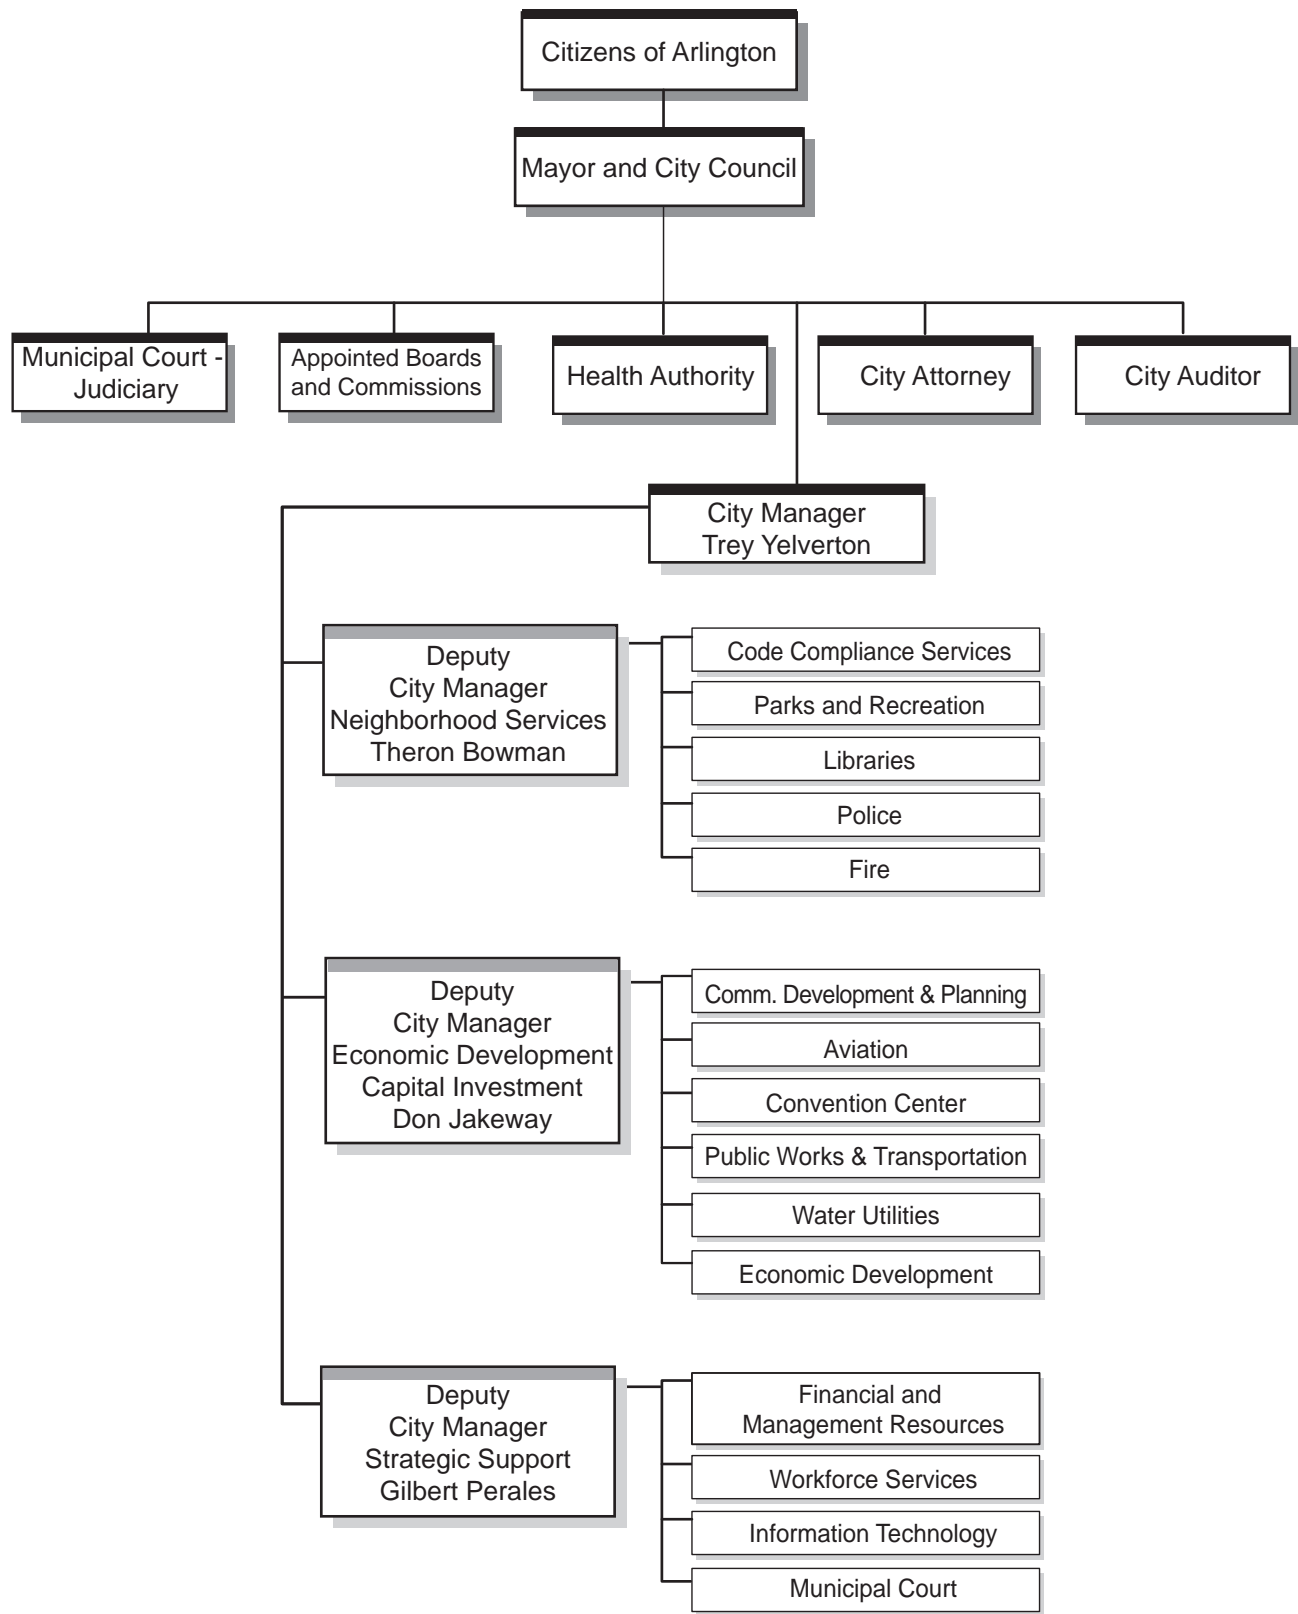 Citizens of Arlington
Mayor and City Council
Municipal Court -
Judiciary
Appointed Boards
and Commissions
Health Authority
City Attorney
City Auditor
City Manager
Trey Yelverton
Deputy
City Manager
Neighborhood Services
Theron Bowman
Code Compliance Services
Parks and Recreation
Libraries
Police
Fire
Deputy
City Manager
Economic Development
Capital Investment
Don Jakeway
Comm. Development & Planning
Aviation
Convention Center
Public Works & Transportation
Water Utilities
Economic Development
Deputy
City Manager
Strategic Support
Gilbert Perales
Financial and
Management Resources
Workforce Services
Information Technology
Municipal Court